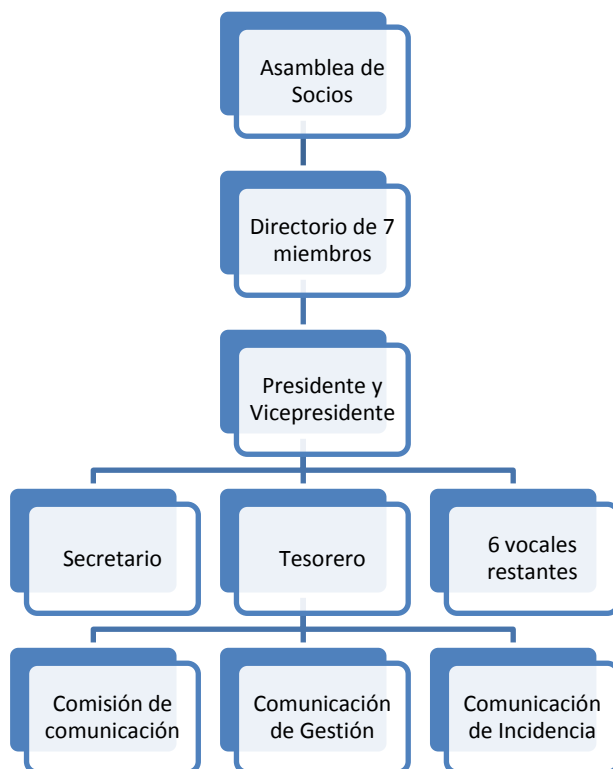 Asamblea de
Socios
Directorio de 7
miembros
Presidente y
Vicepresidente
Secretario
Tesorero
6 vocales
restantes
Comisión de
comunicación
Comunicación
de Gestión
Comunicación
de Incidencia